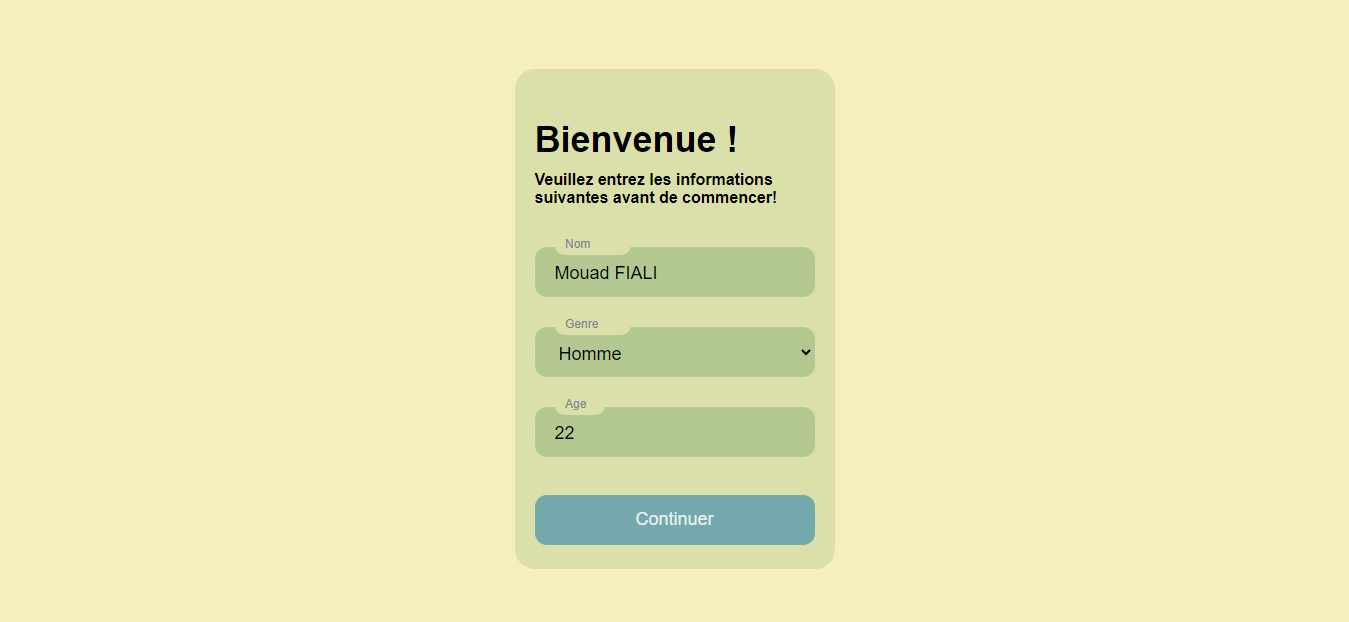 Bienvenue !
Veuillez entrez les informations
suivantes avant de commencer!
Nom
Mouad FIALI
Genre
Homme
Age
22
Continuer